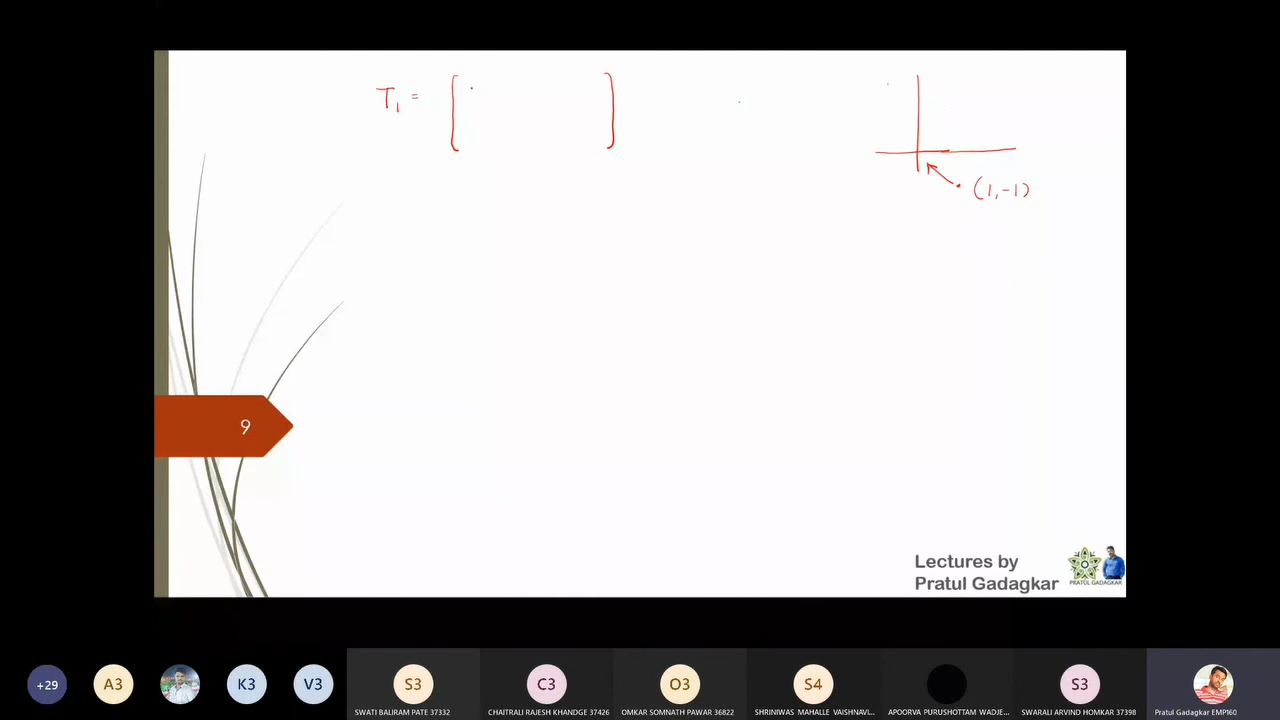 T₁ =
(1,-1)
9
Lectures by
Pratul Gadagkar
PRATUL GADAGKAR
+29
A3
K3
V3
S3
C3
O3
S4
S3
SWATI BALIRAM PATE 37332
CHAITRALI RAJESH KHANDGE 37426
OMKAR SOMNATH PAWAR 36822
SHRINIWAS MAHALLE VAISHNAVI...
APOORVA PURUSHOTTAM WADJE...
SWARALI ARVIND HOMKAR 37398
Pratul Gadagkar EMP160